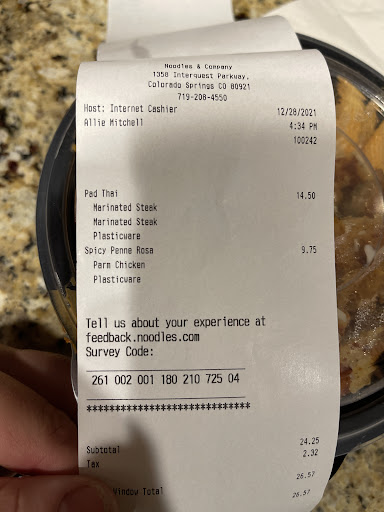 Noodles & Company
1358 Interquest Parkway,
Colorado Springs CO 80921
719-208-4550
Host: Internet Cashier 12/28/2021
Allie Mitchell 4:34 PM
100242
Pad Thai 14.50
Marinated Steak
Marinated Steak
Plasticware
Spicy Penne Rosa 9.75
Parm Chicken
Plasticware
Tell us about your experience at
feedback.noodles.com
Survey Code:
261 002 001 180 210 725 04
***************************
Subtotal 24.25
Tax 2.32
26.57
Window Total 26.57